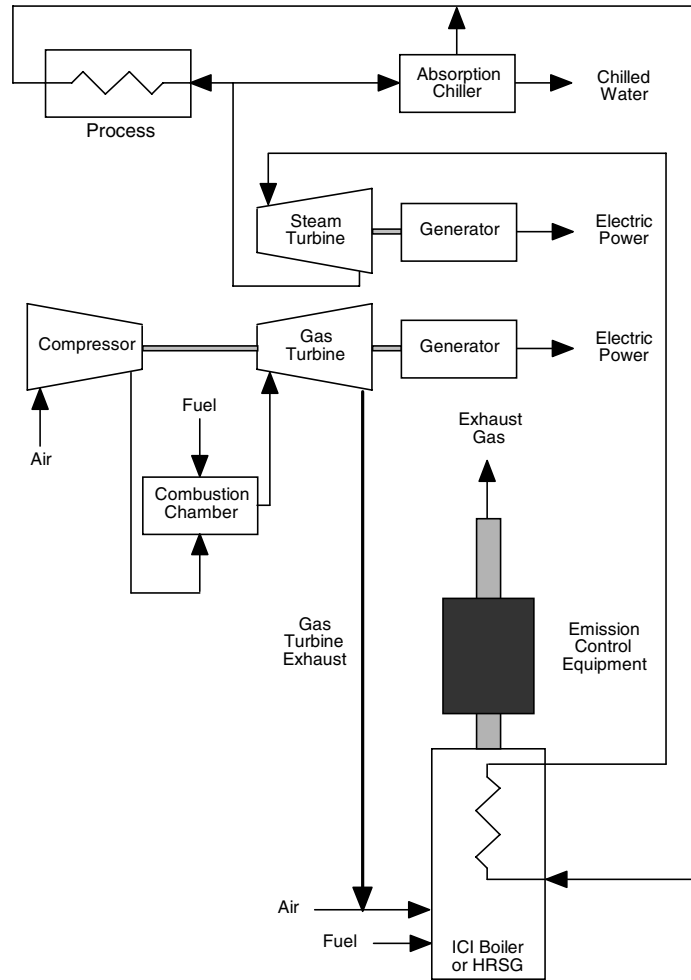 Absorption
Chiller
Chilled
Water
Process
Steam
Turbine
Generator
Electric
Power
Compressor
Gas
Turbine
Generator
Electric
Power
Air
Fuel
Combustion
Chamber
Exhaust
Gas
Gas
Turbine
Exhaust
Emission
Control
Equipment
Air
Fuel
ICI Boiler
or HRSG